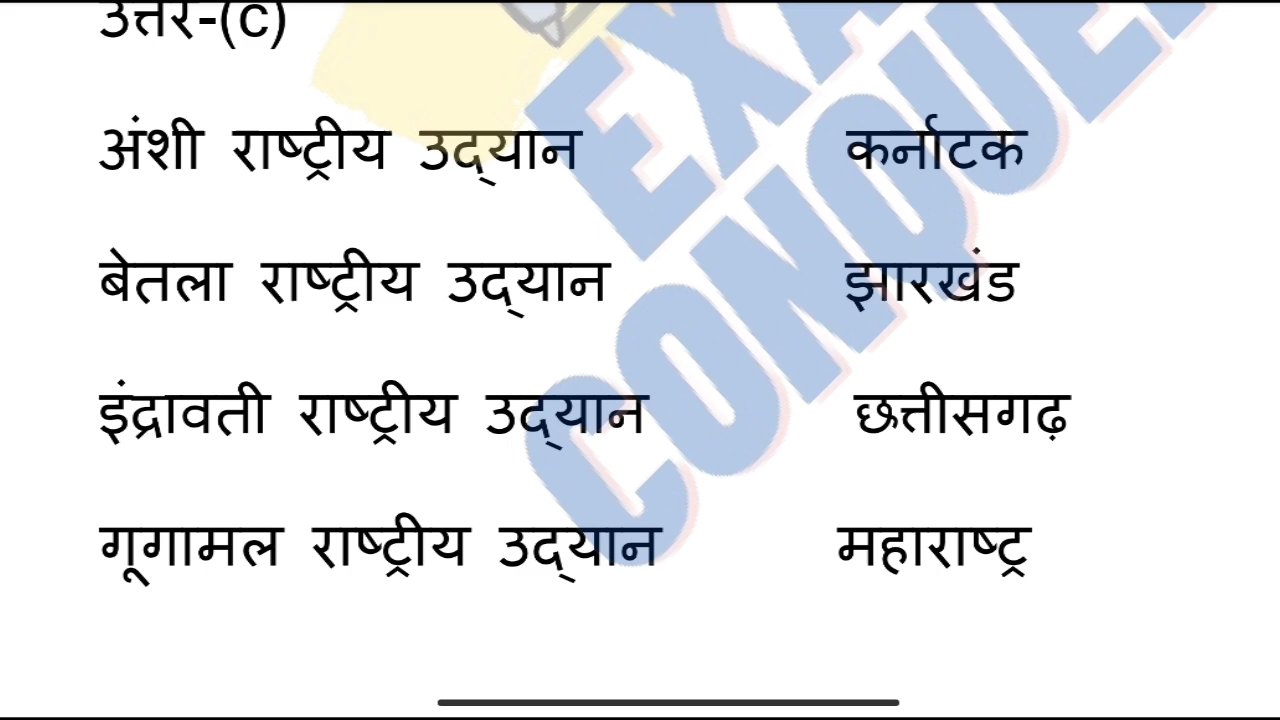 उत्तर-(c)
अंशी राष्ट्रीय उद्यान कर्नाटक
बेतला राष्ट्रीय उद्यान झारखंड
इंद्रावती राष्ट्रीय उद्यान छत्तीसगढ़
गूगामल राष्ट्रीय उद्यान महाराष्ट्र